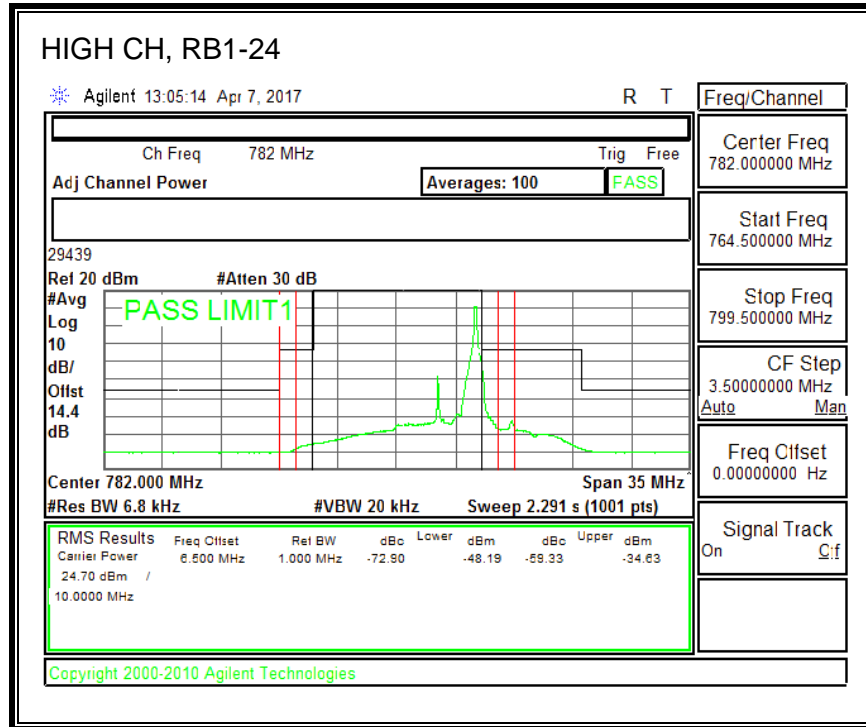 HIGH CH, RB1-24
Agilent 13:05:14 Apr 7, 2017 R T
Freq/Channel
Ch Freq 782 MHz Trig Free
Adj Channel Power Averages: 100 PASS
29439
Ref 20 dBm #Atten 30 dB
#Avg
Log
10
dB/
Offst
14.4
dB
PASS LIMIT1
Center 782.000 MHz Span 35 MHz
#Res BW 6.8 kHz #VBW 20 kHz Sweep 2.291 s (1001 pts)
RMS Results Freq Offset Ref BW dBc Lower dBm dBc Upper dBm
Carrier Power 6.500 MHz 1.000 MHz -72.90 -48.19 -59.33 -34.63
24.70 dBm /
10.0000 MHz
Center Freq
782.000000 MHz
Start Freq
764.500000 MHz
Stop Freq
799.500000 MHz
CF Step
3.50000000 MHz
Auto Man
Freq Offset
0.00000000 Hz
Signal Track
On Off
Copyright 2000-2010 Agilent Technologies